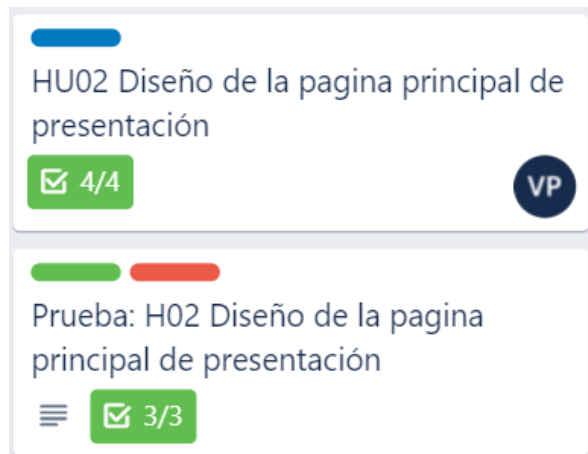 HU02 Diseño de la pagina principal de
presentación
4/4
VP
Prueba: H02 Diseño de la pagina
principal de presentación
3/3